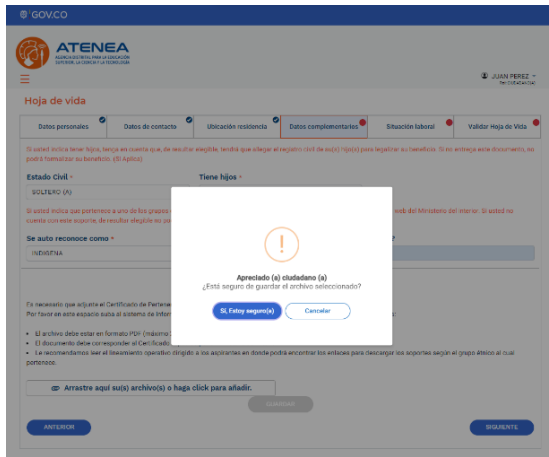 GOV.CO
ATENEA
AGENCIA DISTRITAL PARA LA EDUCACIÓN
SUPERIOR, LA CIENCIA Y LA TECNOLOGÍA
JUAN PEREZ
Hoja de vida
Datos personales
Datos de contacto
Ubicación residencia
Datos complementarios
Situación laboral
Validar Hoja de Vida
Si usted indica tener hijos, tenga en cuenta que, de resultar elegible, tendrá que allegar el registro civil de su(s) hijo(s) para legalizar su beneficio. Si no entrega este documento, no
podrá formalizar su beneficio. (Si Aplica)
Estado Civil *
Tiene hijos *
SOLTERO (A)
Si usted indica que pertenece a uno de los grupos
web del Ministerio del Interior. Si usted no
cuenta con este soporte, de resultar elegible no
Se auto reconoce como *
?
INDIGENA
Apreciado (a) ciudadano (a)
¿Está seguro de guardar el archivo seleccionado?
Sí, Estoy seguro(a)
Cancelar
Es necesario que adjunte el Certificado de
Por favor en este espacio suba al sistema de
• El archivo debe estar en formato PDF (máximo
• El documento debe corresponder al Certificado
• Le recomendamos leer el lineamiento operativo dirigido a los aspirantes en donde podrá encontrar los enlaces para descargar los soportes según el grupo étnico al cual
pertenece.
Arrastre aquí su(s) archivo(s) o haga click para añadir.
GUARDAR
ANTERIOR
SIGUIENTE